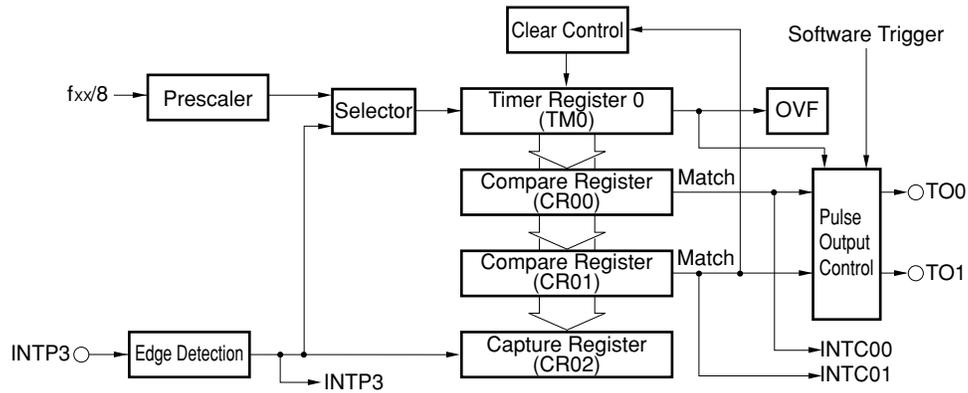 Clear Control
Software Trigger
fxx/8
Prescaler
Selector
Timer Register 0
(TM0)
OVF
Compare Register
(CR00)
Match
Pulse
Output
Control
TO0
Compare Register
(CR01)
Match
TO1
INTP3
Edge Detection
Capture Register
(CR02)
INTC00
INTC01
INTP3